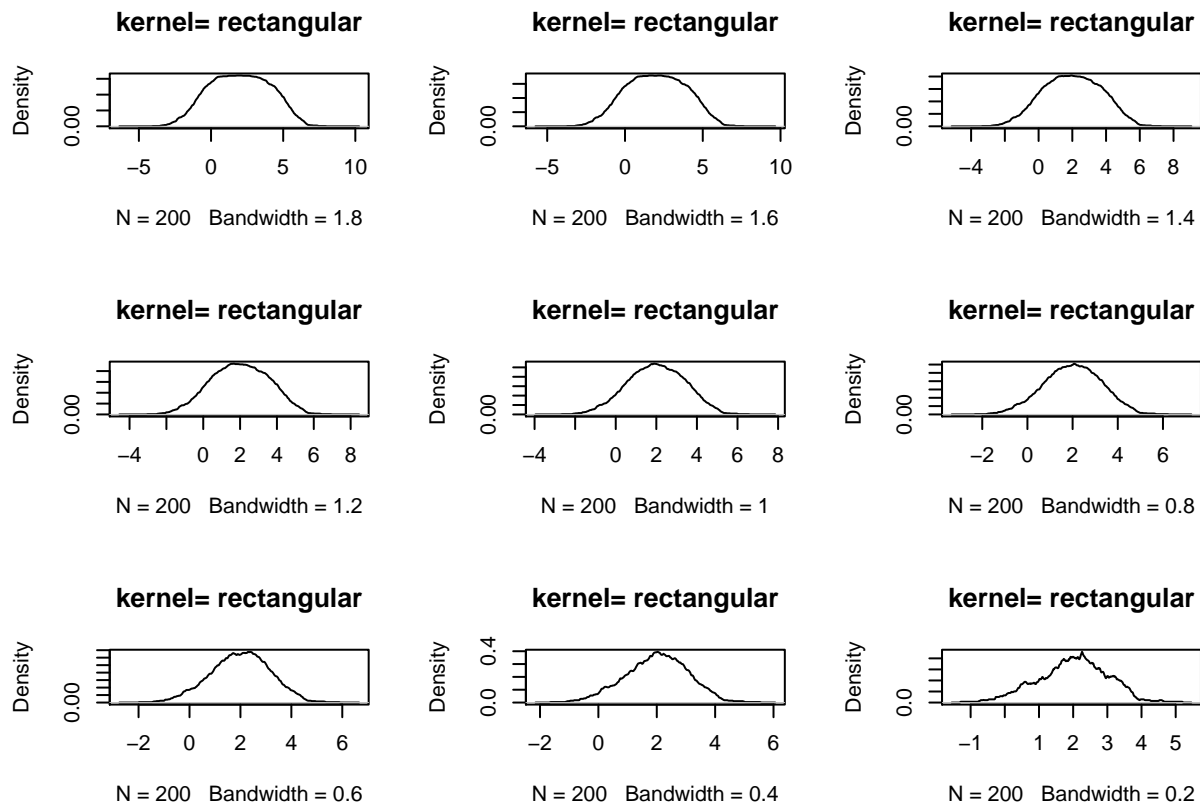 kernel= rectangular
Density
0.00
−5 0 5 10
N = 200 Bandwidth = 1.8
kernel= rectangular
Density
0.00
−5 0 5 10
N = 200 Bandwidth = 1.6
kernel= rectangular
Density
0.00
−4 0 2 4 6 8
N = 200 Bandwidth = 1.4
kernel= rectangular
Density
0.00
−4 0 2 4 6 8
N = 200 Bandwidth = 1.2
kernel= rectangular
Density
0.00
−4 0 2 4 6 8
N = 200 Bandwidth = 1
kernel= rectangular
Density
0.00
−2 0 2 4 6
N = 200 Bandwidth = 0.8
kernel= rectangular
Density
0.00
−2 0 2 4 6
N = 200 Bandwidth = 0.6
kernel= rectangular
Density
0.4
0.0
−2 0 2 4 6
N = 200 Bandwidth = 0.4
kernel= rectangular
Density
0.0
−1 1 2 3 4 5
N = 200 Bandwidth = 0.2